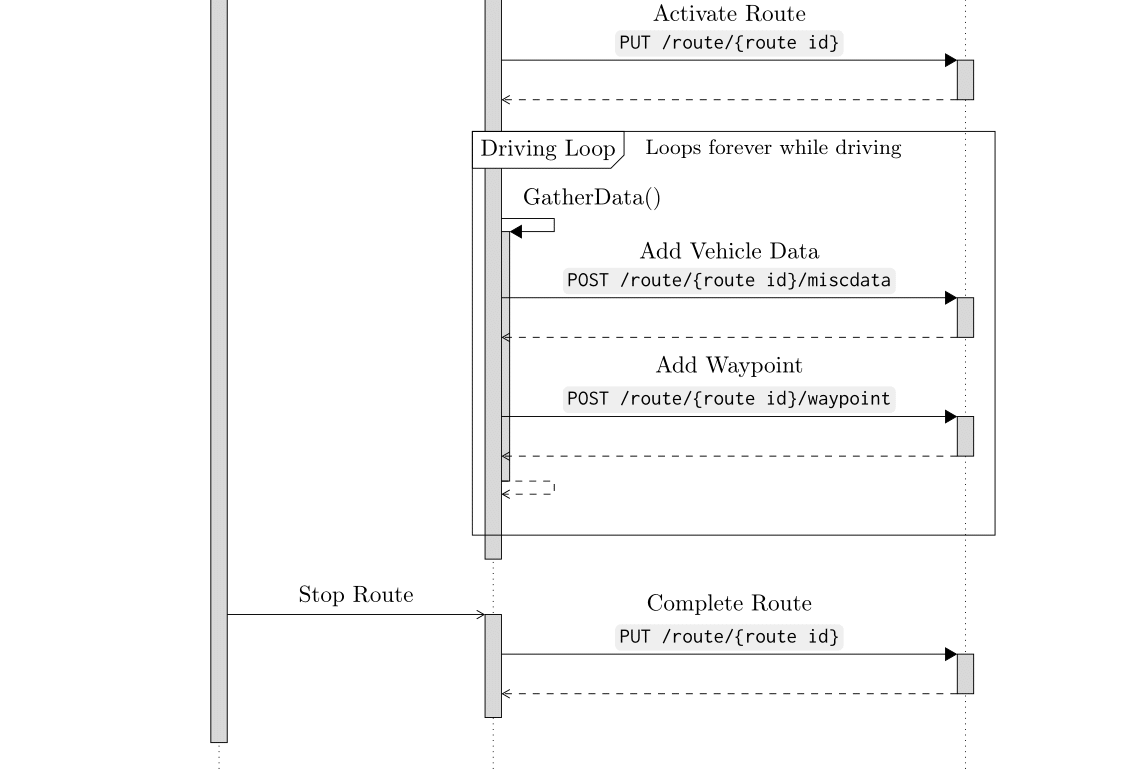 Activate Route
PUT /route/{route id}
Driving Loop
Loops forever while driving
GatherData()
Add Vehicle Data
POST /route/{route id}/miscdata
Add Waypoint
POST /route/{route id}/waypoint
Stop Route
Complete Route
PUT /route/{route id}